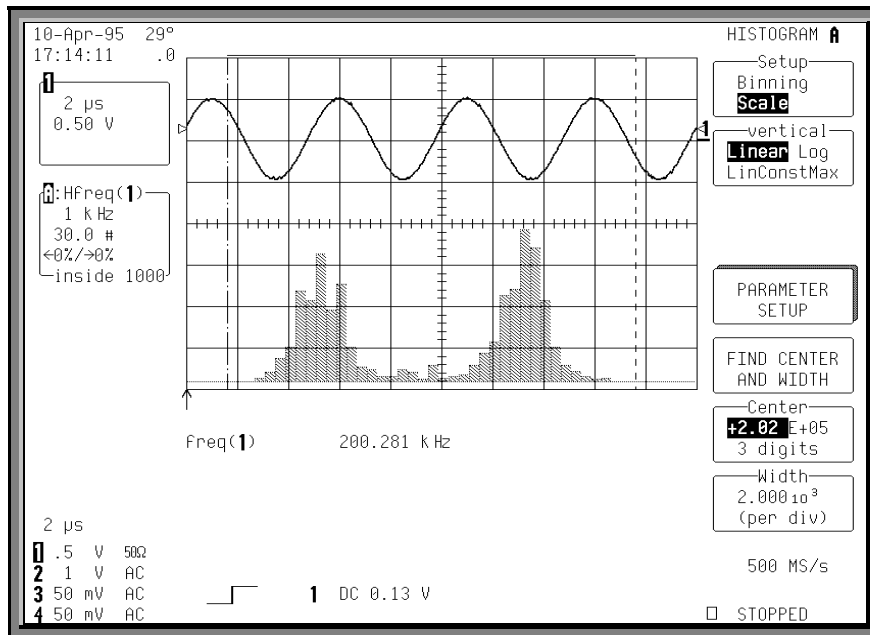 10-Apr-95 29°
17:14:11 .0
1
2 µs
0.50 V
A:Hfreq(1)
1 kHz
30.0 #
←0%/→0%
inside 1000
1
freq(1) 200.281 kHz
2 µs
1 .5 V 50Ω
2 1 V AC
3 50 mV AC
4 50 mV AC
1 DC 0.13 V
HISTOGRAM A
Setup
Binning
Scale
vertical
Linear Log
LinConstMax
PARAMETER
SETUP
FIND CENTER
AND WIDTH
Center
+2.02 E+05
3 digits
Width
2.000 10³
(per div)
500 MS/s
STOPPED